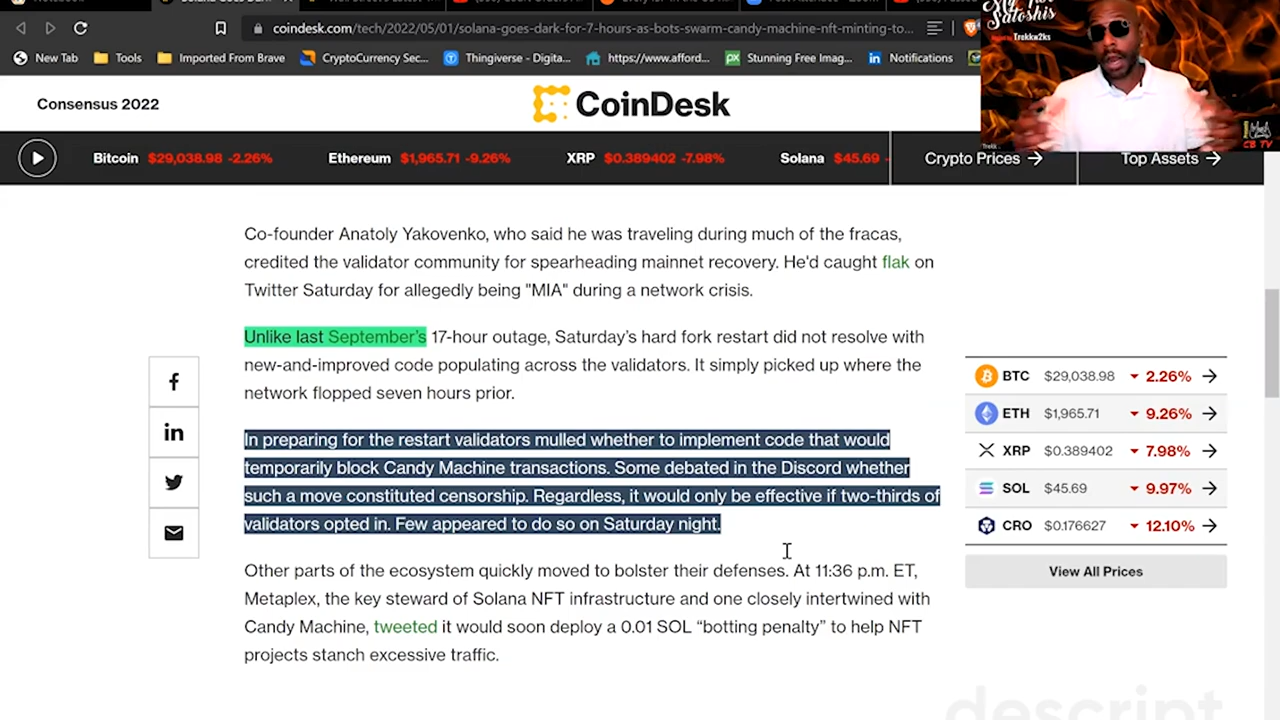 coindesk.com/tech/2022/05/01/solana-goes-dark-for-7-hours-as-bots-swarm-candy-machine-nft-minting-to...
New Tab Tools Imported From Brave CryptoCurrency Sec... Thingiverse - Digita... https://www.afford... Stunning Free Imag... Notifications
My Not
Satoshis
Trekkw2ks
CB TV
Consensus 2022
CoinDesk
Bitcoin $29,038.98 -2.26% Ethereum $1,965.71 -9.26% XRP $0.389402 -7.98% Solana $45.69 - Crypto Prices → Top Assets →
Co-founder Anatoly Yakovenko, who said he was traveling during much of the fracas,
credited the validator community for spearheading mainnet recovery. He'd caught flak on
Twitter Saturday for allegedly being "MIA" during a network crisis.
Unlike last September's 17-hour outage, Saturday's hard fork restart did not resolve with
new-and-improved code populating across the validators. It simply picked up where the
network flopped seven hours prior.
In preparing for the restart validators mulled whether to implement code that would
temporarily block Candy Machine transactions. Some debated in the Discord whether
such a move constituted censorship. Regardless, it would only be effective if two-thirds of
validators opted in. Few appeared to do so on Saturday night.
Other parts of the ecosystem quickly moved to bolster their defenses. At 11:36 p.m. ET,
Metaplex, the key steward of Solana NFT infrastructure and one closely intertwined with
Candy Machine, tweeted it would soon deploy a 0.01 SOL “botting penalty” to help NFT
projects stanch excessive traffic.
BTC $29,038.98 2.26% →
ETH $1,965.71 9.26% →
XRP $0.389402 7.98% →
SOL $45.69 9.97% →
CRO $0.176627 12.10% →
View All Prices
descript